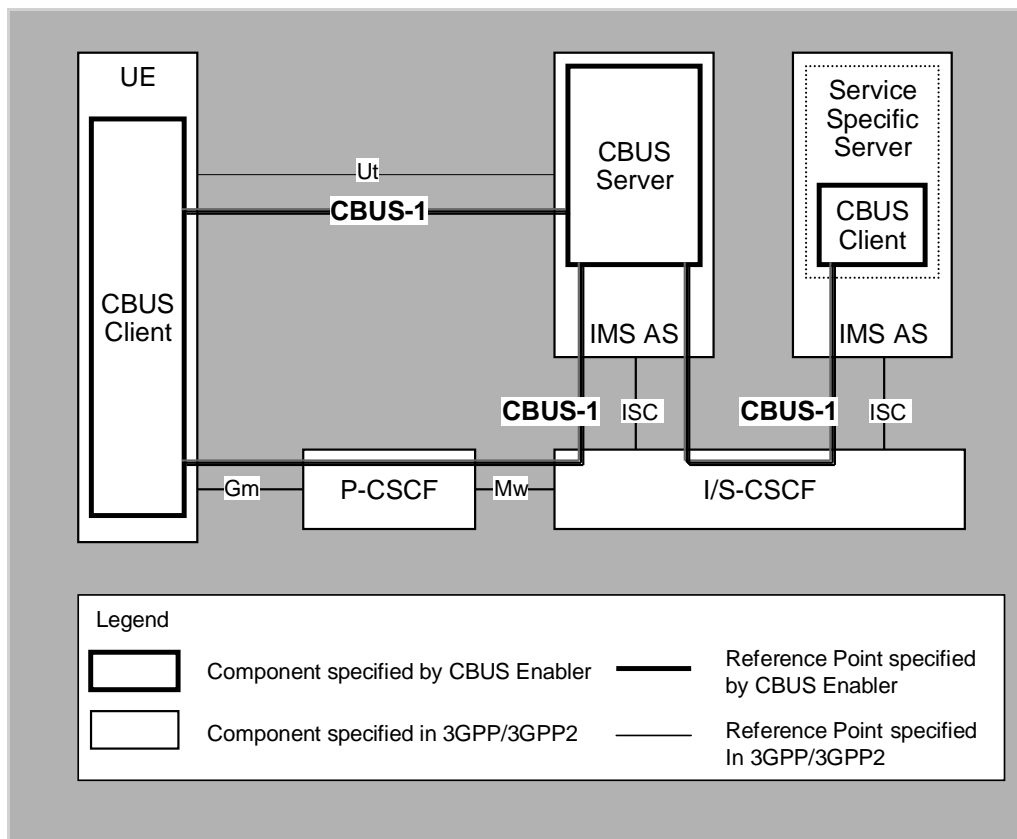 UE
CBUS
Client
Ut
CBUS-1
CBUS
Server
IMS AS
Service
Specific
Server
CBUS
Client
IMS AS
CBUS-1
ISC
CBUS-1
ISC
Gm
P-CSCF
Mw
I/S-CSCF
Legend
Component specified by CBUS Enabler
Reference Point specified
by CBUS Enabler
Component specified in 3GPP/3GPP2
Reference Point specified
In 3GPP/3GPP2